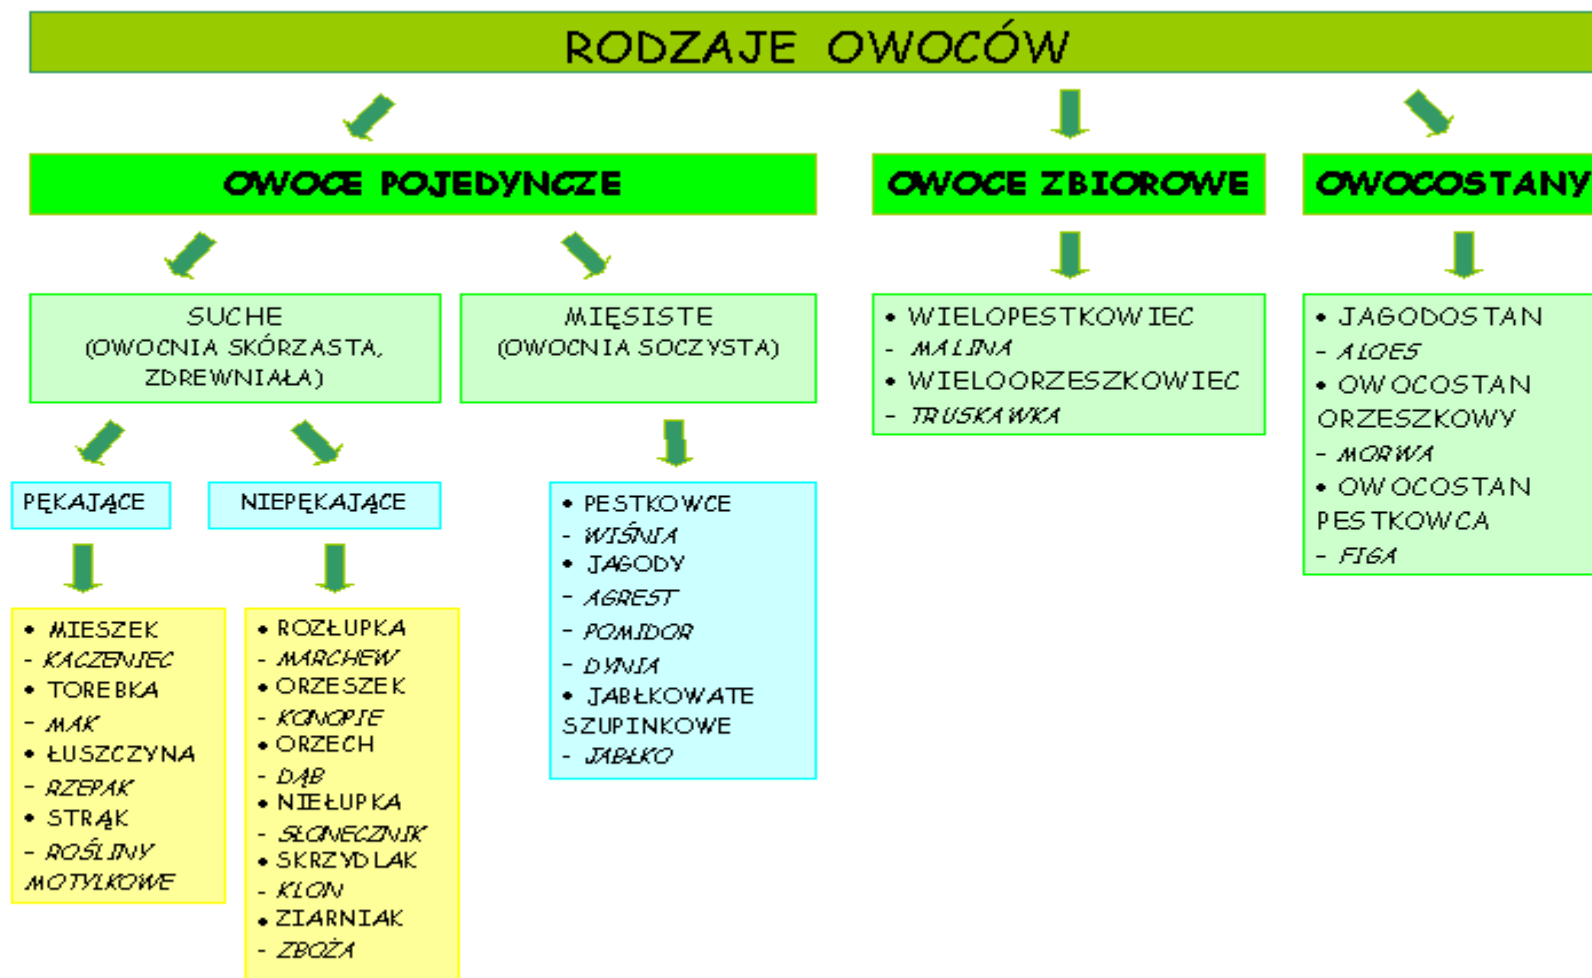 RODZAJE OWOCÓW
OWOCE POJEDYNCZE
OWOCE ZBIOROWE
OWOCOSTANY
SUCHE
(OWOCNIA SKÓRZASTA,
ZDREWNIAŁA)
MIĘSISTE
(OWOCNIA SOCZYSTA)
• WIELOPESTKOWIEC
- MALINA
• WIELOORZESZKOWIEC
- TRUSKAWKA
• JAGODOSTAN
- ALOES
• OWOCOSTAN
ORZESZKOWY
- MORWA
• OWOCOSTAN
PESTKOWCA
- FIGA
PĘKAJĄCE
NIEPĘKAJĄCE
• PESTKOWCE
- WIŚNIA
• JAGODY
- AGREST
- POMIDOR
- DYNIA
• JABŁKOWATE
SZUPINKOWE
- JABŁKO
• MIESZEK
- KACZENIEC
• TOREBKA
- MAK
• ŁUSZCZYNA
- RZEPAK
• STRĄK
- ROŚLINY
MOTYLKOWE
• ROZŁUPKA
- MARCHEW
• ORZESZEK
- KONOPIE
• ORZECH
- DĄB
• NIEŁUPKA
- SŁONECZNIK
• SKRZYDLAK
- KLON
• ZIARNIAK
- ZBOŻA